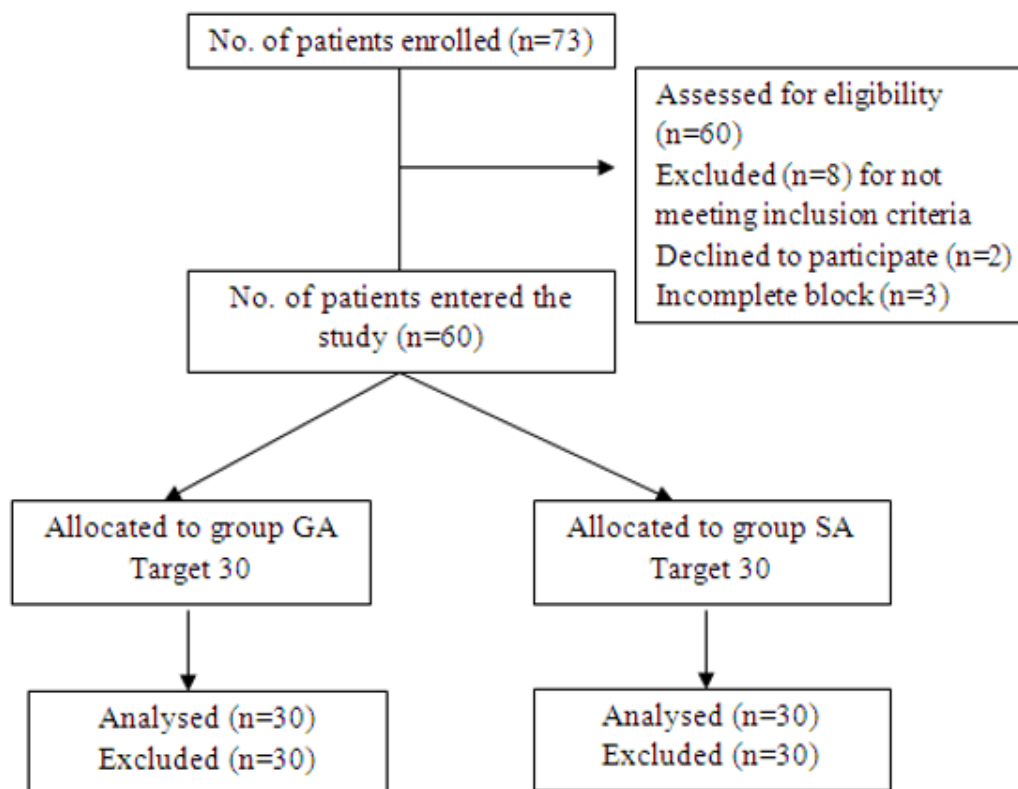 No. of patients enrolled (n=73)
Assessed for eligibility
(n=60)
Excluded (n=8) for not
meeting inclusion criteria
Declined to participate (n=2)
Incomplete block (n=3)
No. of patients entered the
study (n=60)
Allocated to group GA
Target 30
Allocated to group SA
Target 30
Analysed (n=30)
Excluded (n=30)
Analysed (n=30)
Excluded (n=30)